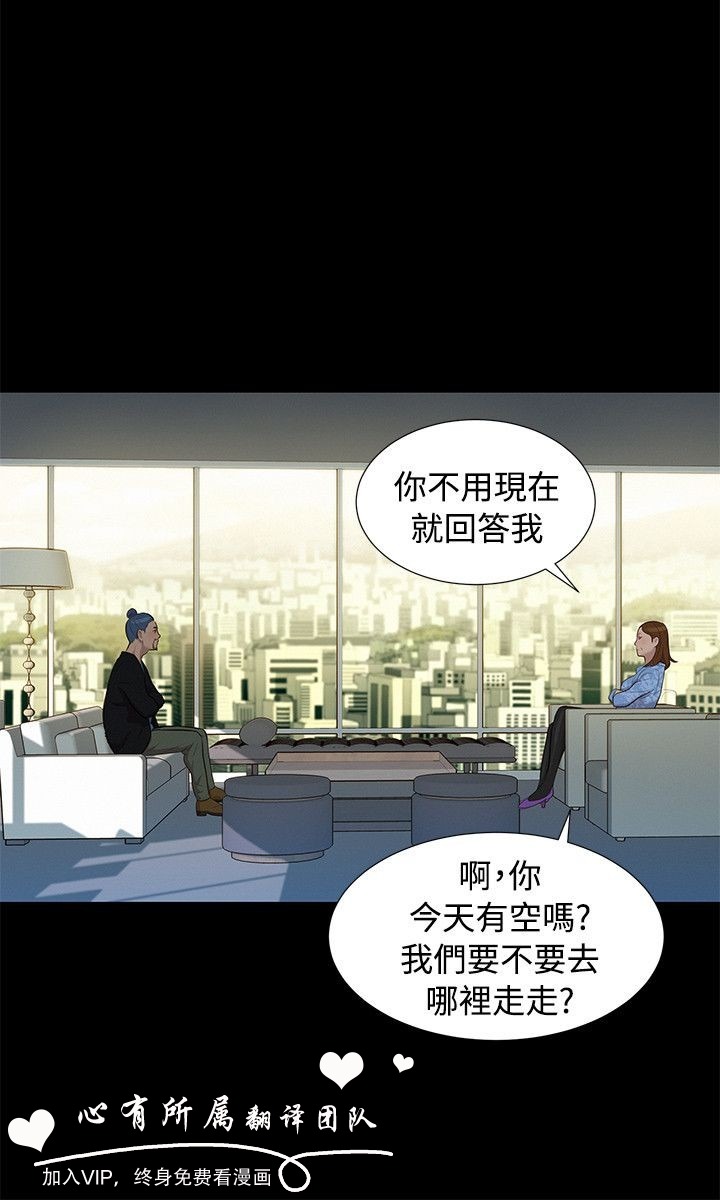 你不用現在
就回答我
啊,你
今天有空嗎?
我們要不要去
哪裡走走?
心有所属翻译团队
加入VIP，终身免费看漫画